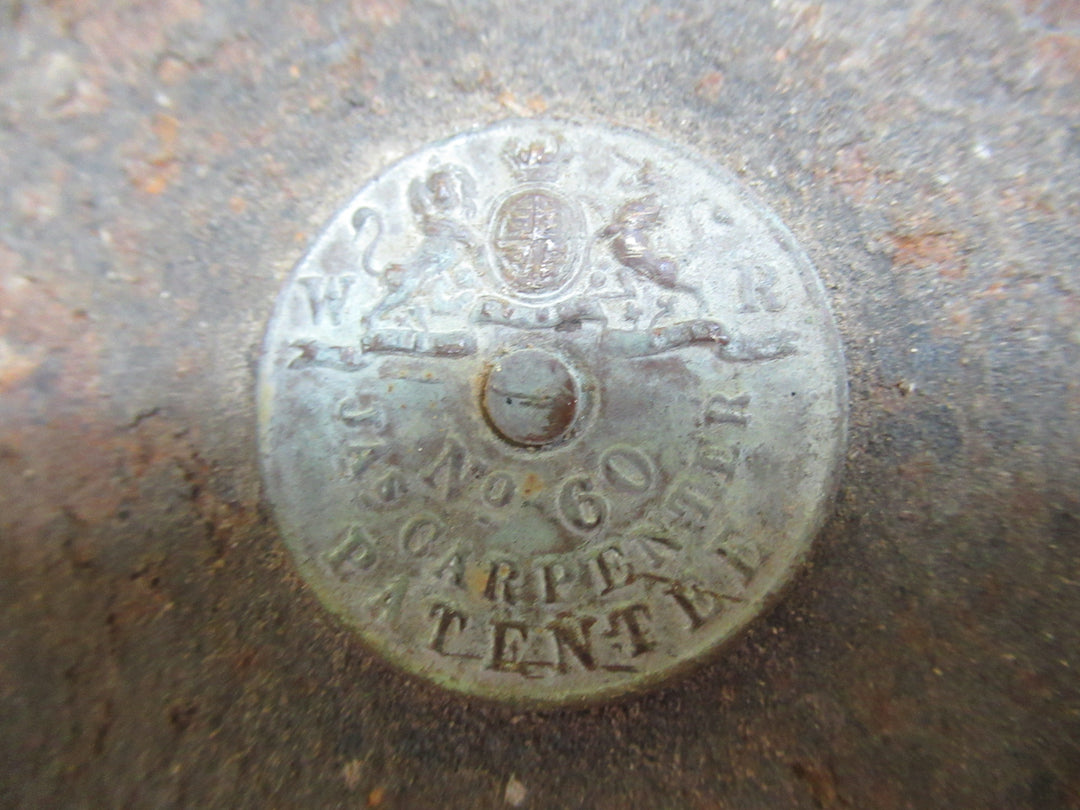 W R
No 60
JAS CARPENTER
PATENTEE